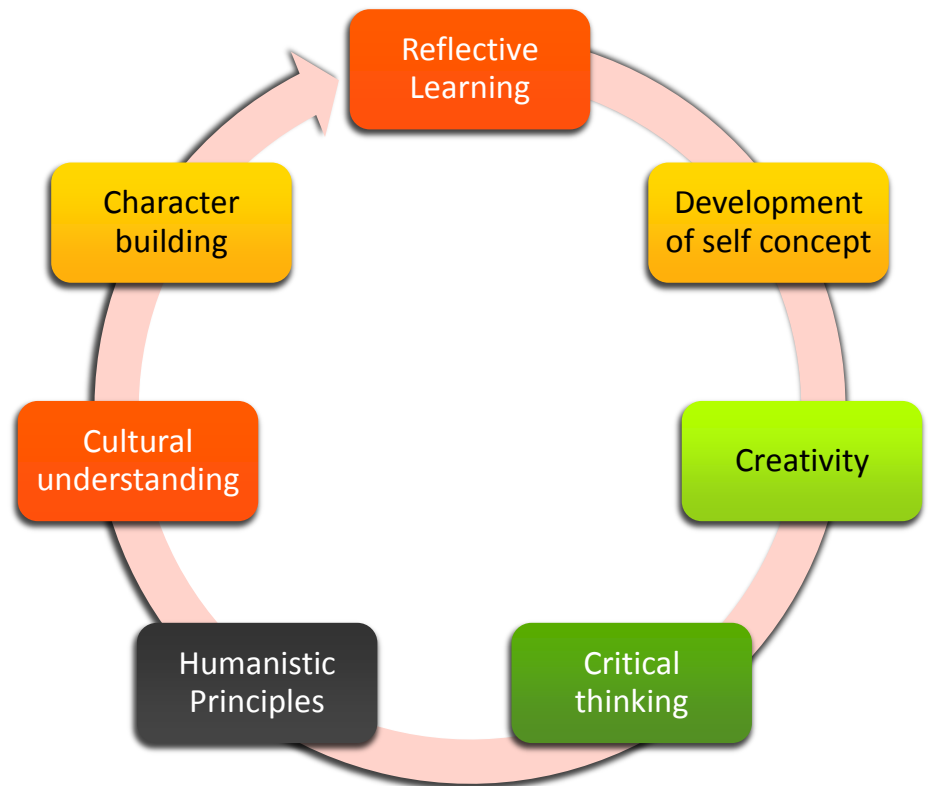 Reflective
Learning
Development
of self concept
Creativity
Critical
thinking
Humanistic
Principles
Cultural
understanding
Character
building